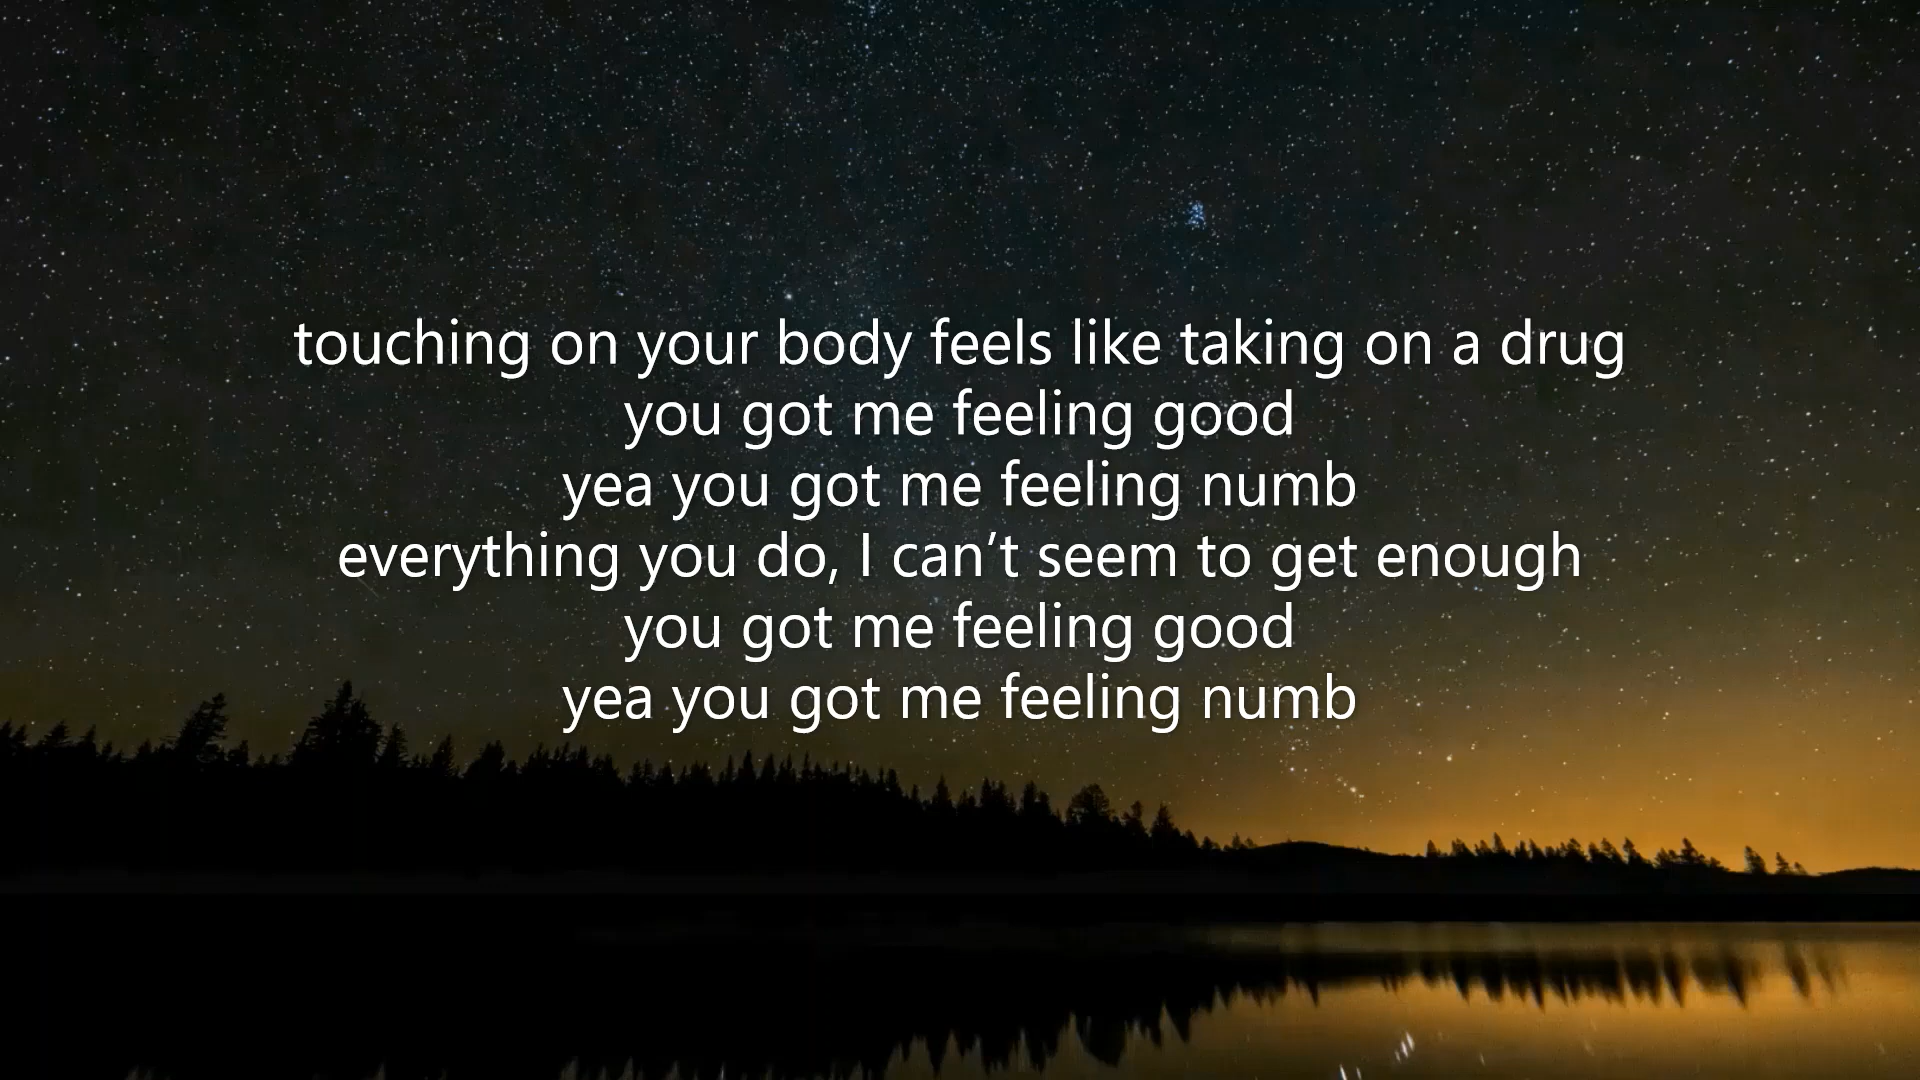 touching on your body feels like taking on a drug
you got me feeling good
yea you got me feeling numb
everything you do, I can’t seem to get enough
you got me feeling good
yea you got me feeling numb